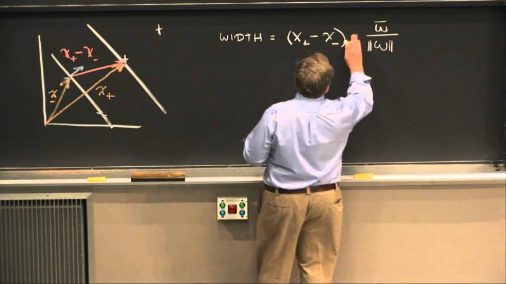 WIDTH = (x₊ − x₋) · w̅ / ‖w‖
x₊ − x₋
x₋
x₊
+
+
-